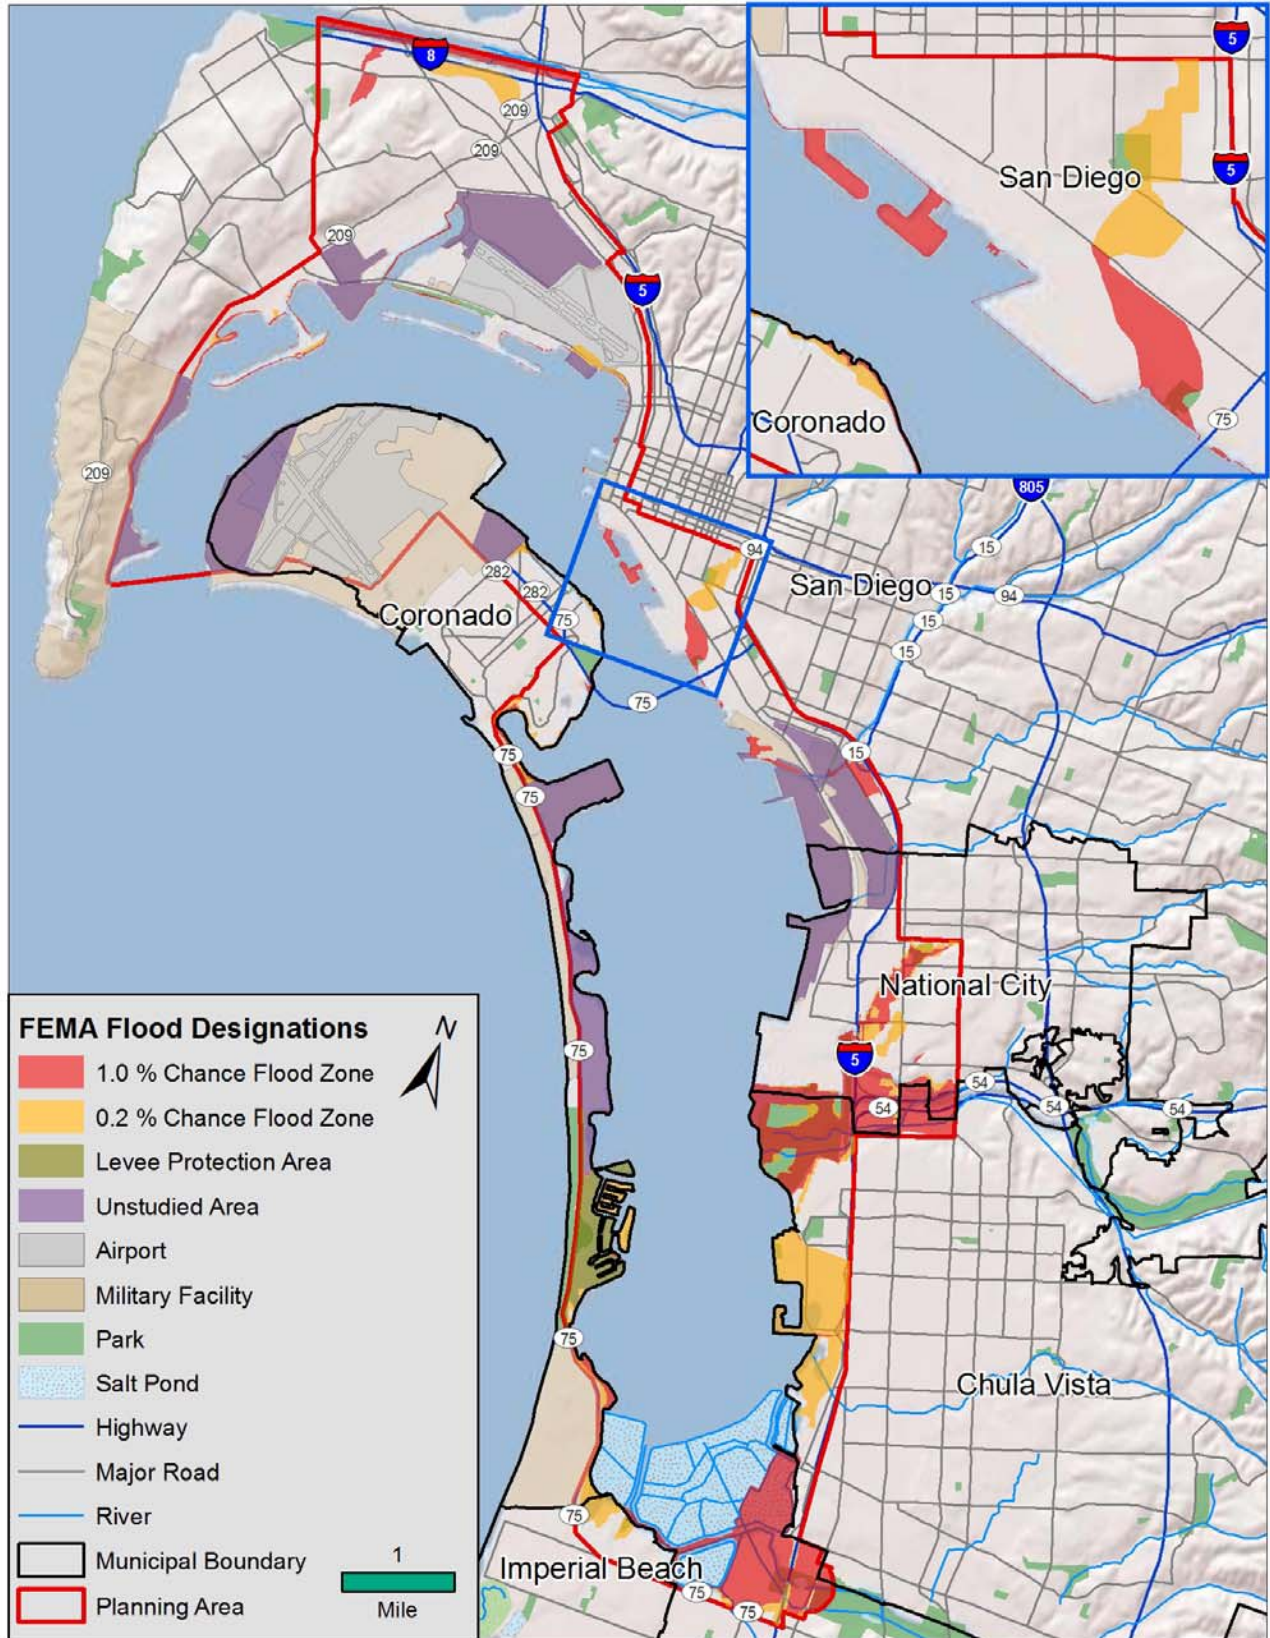 8
5
209
209
5
San Diego
209
5
75
Coronado
209
805
94
15
282
San Diego
15
94
282
Coronado
75
15
15
75
75
15
75
National City
FEMA Flood Designations
N
1.0 % Chance Flood Zone
75
5
54
0.2 % Chance Flood Zone
54
54
54
Levee Protection Area
Unstudied Area
Airport
Military Facility
Park
75
Salt Pond
Chula Vista
Highway
Major Road
River
75
Municipal Boundary
1
Imperial Beach
75
Planning Area
Mile
75